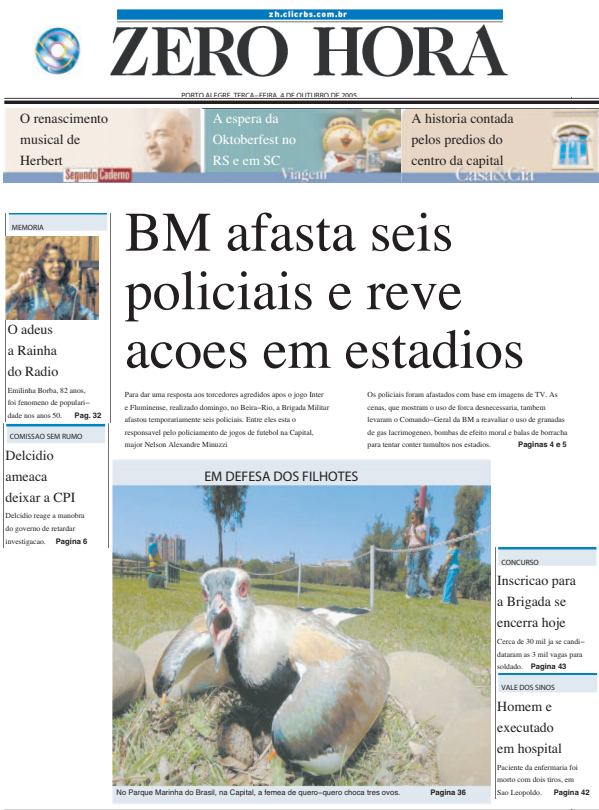 zh.clicrbs.com.br
ZERO HORA
PORTO ALEGRE, TERCA-FEIRA, 4 DE OUTUBRO DE 2005
O renascimento
musical de
Herbert
Segundo Caderno
A espera da
Oktoberfest no
RS e em SC
Viagem
A historia contada
pelos predios do
centro da capital
Casa&Cia
MEMORIA
O adeus
a Rainha
do Radio
Emilinha Borba, 82 anos,
foi fenomeno de populari-
dade nos anos 50. Pag. 32
COMISSAO SEM RUMO
Delcidio
ameaca
deixar a CPI
Delcidio reage a manobra
do governo de retardar
investigacao. Pagina 6
BM afasta seis
policiais e reve
acoes em estadios
Para dar uma resposta aos torcedores agredidos apos o jogo Inter
e Fluminense, realizado domingo, no Beira-Rio, a Brigada Militar
afastou temporariamente seis policiais. Entre eles esta o
responsavel pelo policiamento de jogos de futebol na Capital,
major Nelson Alexandre Minuzzi
Os policiais foram afastados com base em imagens de TV. As
cenas, que mostram o uso de forca desnecessaria, tambem
levaram o Comando-Geral da BM a reavaliar o uso de granadas
de gas lacrimogeneo, bombas de efeito moral e balas de borracha
para tentar conter tumultos nos estadios. Paginas 4 e 5
EM DEFESA DOS FILHOTES
No Parque Marinha do Brasil, na Capital, a femea de quero-quero choca tres ovos. Pagina 36
CONCURSO
Inscricao para
a Brigada se
encerra hoje
Cerca de 30 mil ja se candi-
dataram as 3 mil vagas para
soldado. Pagina 43
VALE DOS SINOS
Homem e
executado
em hospital
Paciente da enfermaria foi
morto com dois tiros, em
Sao Leopoldo. Pagina 42